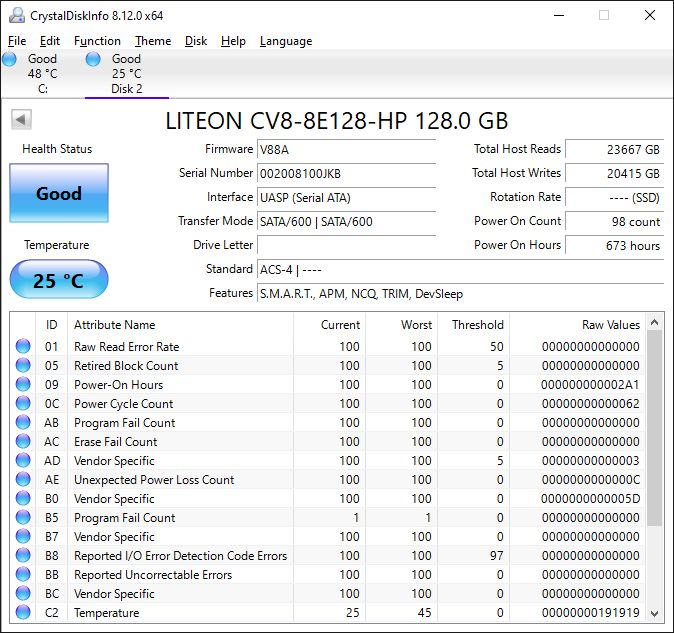 CrystalDiskInfo 8.12.0 x64
File Edit Function Theme Disk Help Language
Good Good
48 °C 25 °C
C: Disk 2
LITEON CV8-8E128-HP 128.0 GB
Health Status
Good
Temperature
25 °C
Firmware V88A
Serial Number 002008100JKB
Interface UASP (Serial ATA)
Transfer Mode SATA/600 | SATA/600
Drive Letter
Standard ACS-4 | ----
Features S.M.A.R.T., APM, NCQ, TRIM, DevSleep
Total Host Reads 23667 GB
Total Host Writes 20415 GB
Rotation Rate ---- (SSD)
Power On Count 98 count
Power On Hours 673 hours
ID Attribute Name Current Worst Threshold Raw Values
01 Raw Read Error Rate 100 100 50 00000000000000
05 Retired Block Count 100 100 5 00000000000000
09 Power-On Hours 100 100 0 000000000002A1
0C Power Cycle Count 100 100 0 00000000000062
AB Program Fail Count 100 100 0 00000000000000
AC Erase Fail Count 100 100 0 00000000000000
AD Vendor Specific 100 100 5 00000000000003
AE Unexpected Power Loss Count 100 100 0 0000000000000C
B0 Vendor Specific 100 100 0 0000000000005D
B5 Program Fail Count 1 1 0 00000000000000
B7 Vendor Specific 100 100 0 00000000000000
B8 Reported I/O Error Detection Code Errors 100 100 97 00000000000000
BB Reported Uncorrectable Errors 100 100 0 00000000000000
BC Vendor Specific 100 100 0 00000000000000
C2 Temperature 25 45 0 00000000191919